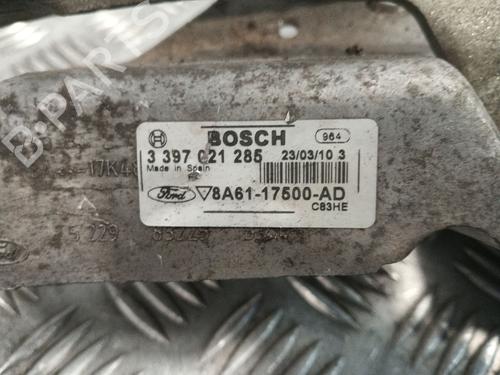 B-PARTS
BOSCH
964
3 397 021 285 23/03/10 3
Made in Spain
Ford 8A61-17500-AD
C83HE